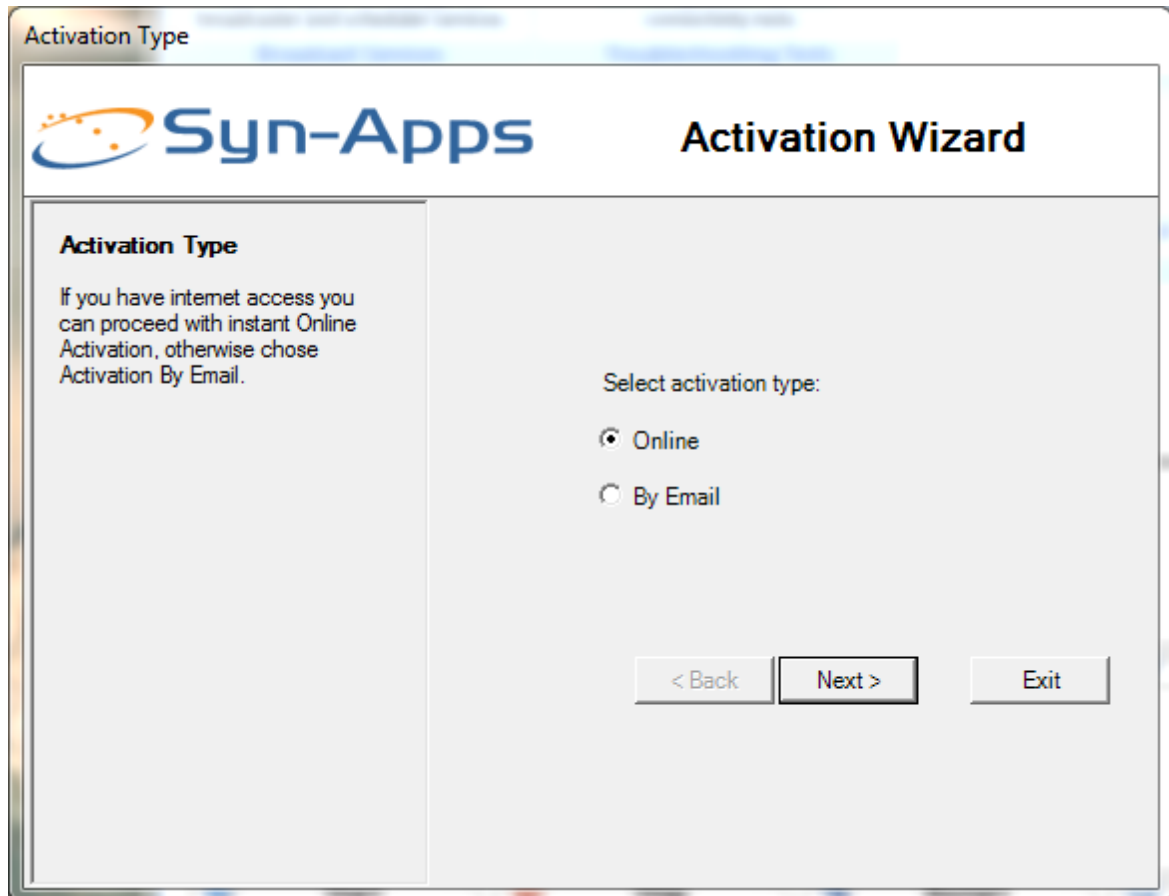 Activation Type
Syn-Apps
Activation Wizard
Activation Type
If you have internet access you
can proceed with instant Online
Activation, otherwise chose
Activation By Email.
Select activation type:
Online
By Email
< Back
Next >
Exit